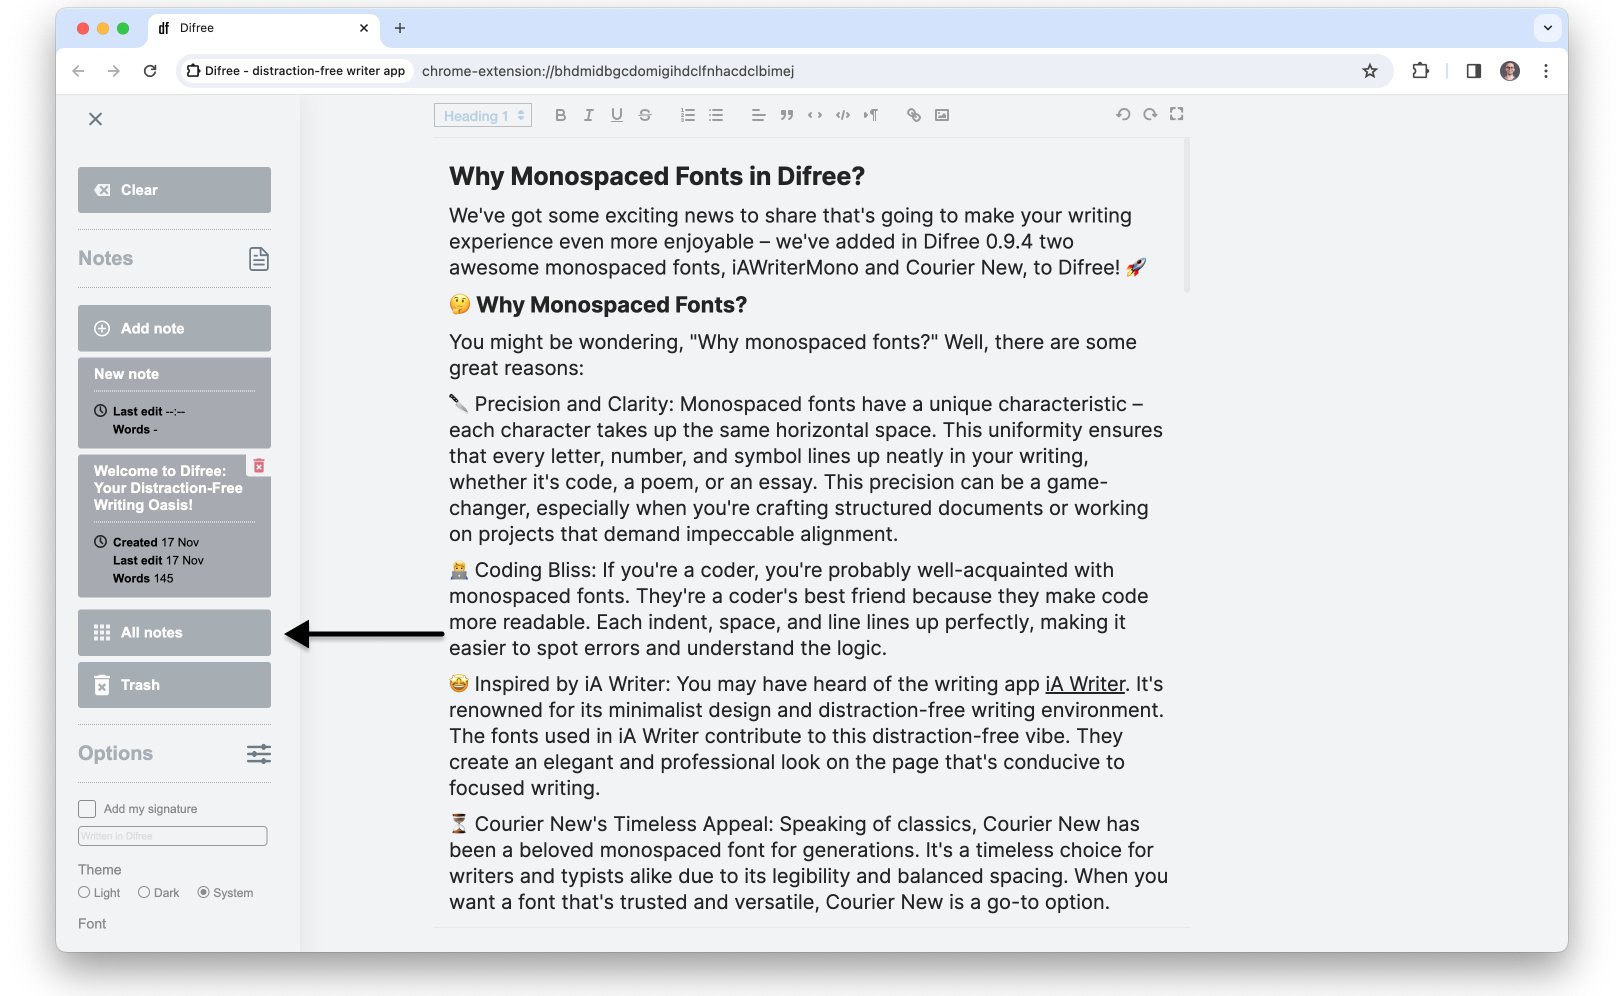 df Difree
Difree - distraction-free writer app chrome-extension://bhdmidbgcdomigihdclfnhacdclbimej
Clear
Notes
Add note
New note
Last edit --:--
Words -
Welcome to Difree:
Your Distraction-Free
Writing Oasis!
Created 17 Nov
Last edit 17 Nov
Words 145
All notes
Trash
Options
Add my signature
Written in Difree
Theme
Light Dark System
Font
Heading 1
Why Monospaced Fonts in Difree?
We've got some exciting news to share that's going to make your writing
experience even more enjoyable – we've added in Difree 0.9.4 two
awesome monospaced fonts, iAWriterMono and Courier New, to Difree! 🚀
🤔 Why Monospaced Fonts?
You might be wondering, "Why monospaced fonts?" Well, there are some
great reasons:
🔪 Precision and Clarity: Monospaced fonts have a unique characteristic –
each character takes up the same horizontal space. This uniformity ensures
that every letter, number, and symbol lines up neatly in your writing,
whether it's code, a poem, or an essay. This precision can be a game-
changer, especially when you're crafting structured documents or working
on projects that demand impeccable alignment.
🧑‍💻 Coding Bliss: If you're a coder, you're probably well-acquainted with
monospaced fonts. They're a coder's best friend because they make code
more readable. Each indent, space, and line lines up perfectly, making it
easier to spot errors and understand the logic.
🤩 Inspired by iA Writer: You may have heard of the writing app iA Writer. It's
renowned for its minimalist design and distraction-free writing environment.
The fonts used in iA Writer contribute to this distraction-free vibe. They
create an elegant and professional look on the page that's conducive to
focused writing.
⏳ Courier New's Timeless Appeal: Speaking of classics, Courier New has
been a beloved monospaced font for generations. It's a timeless choice for
writers and typists alike due to its legibility and balanced spacing. When you
want a font that's trusted and versatile, Courier New is a go-to option.